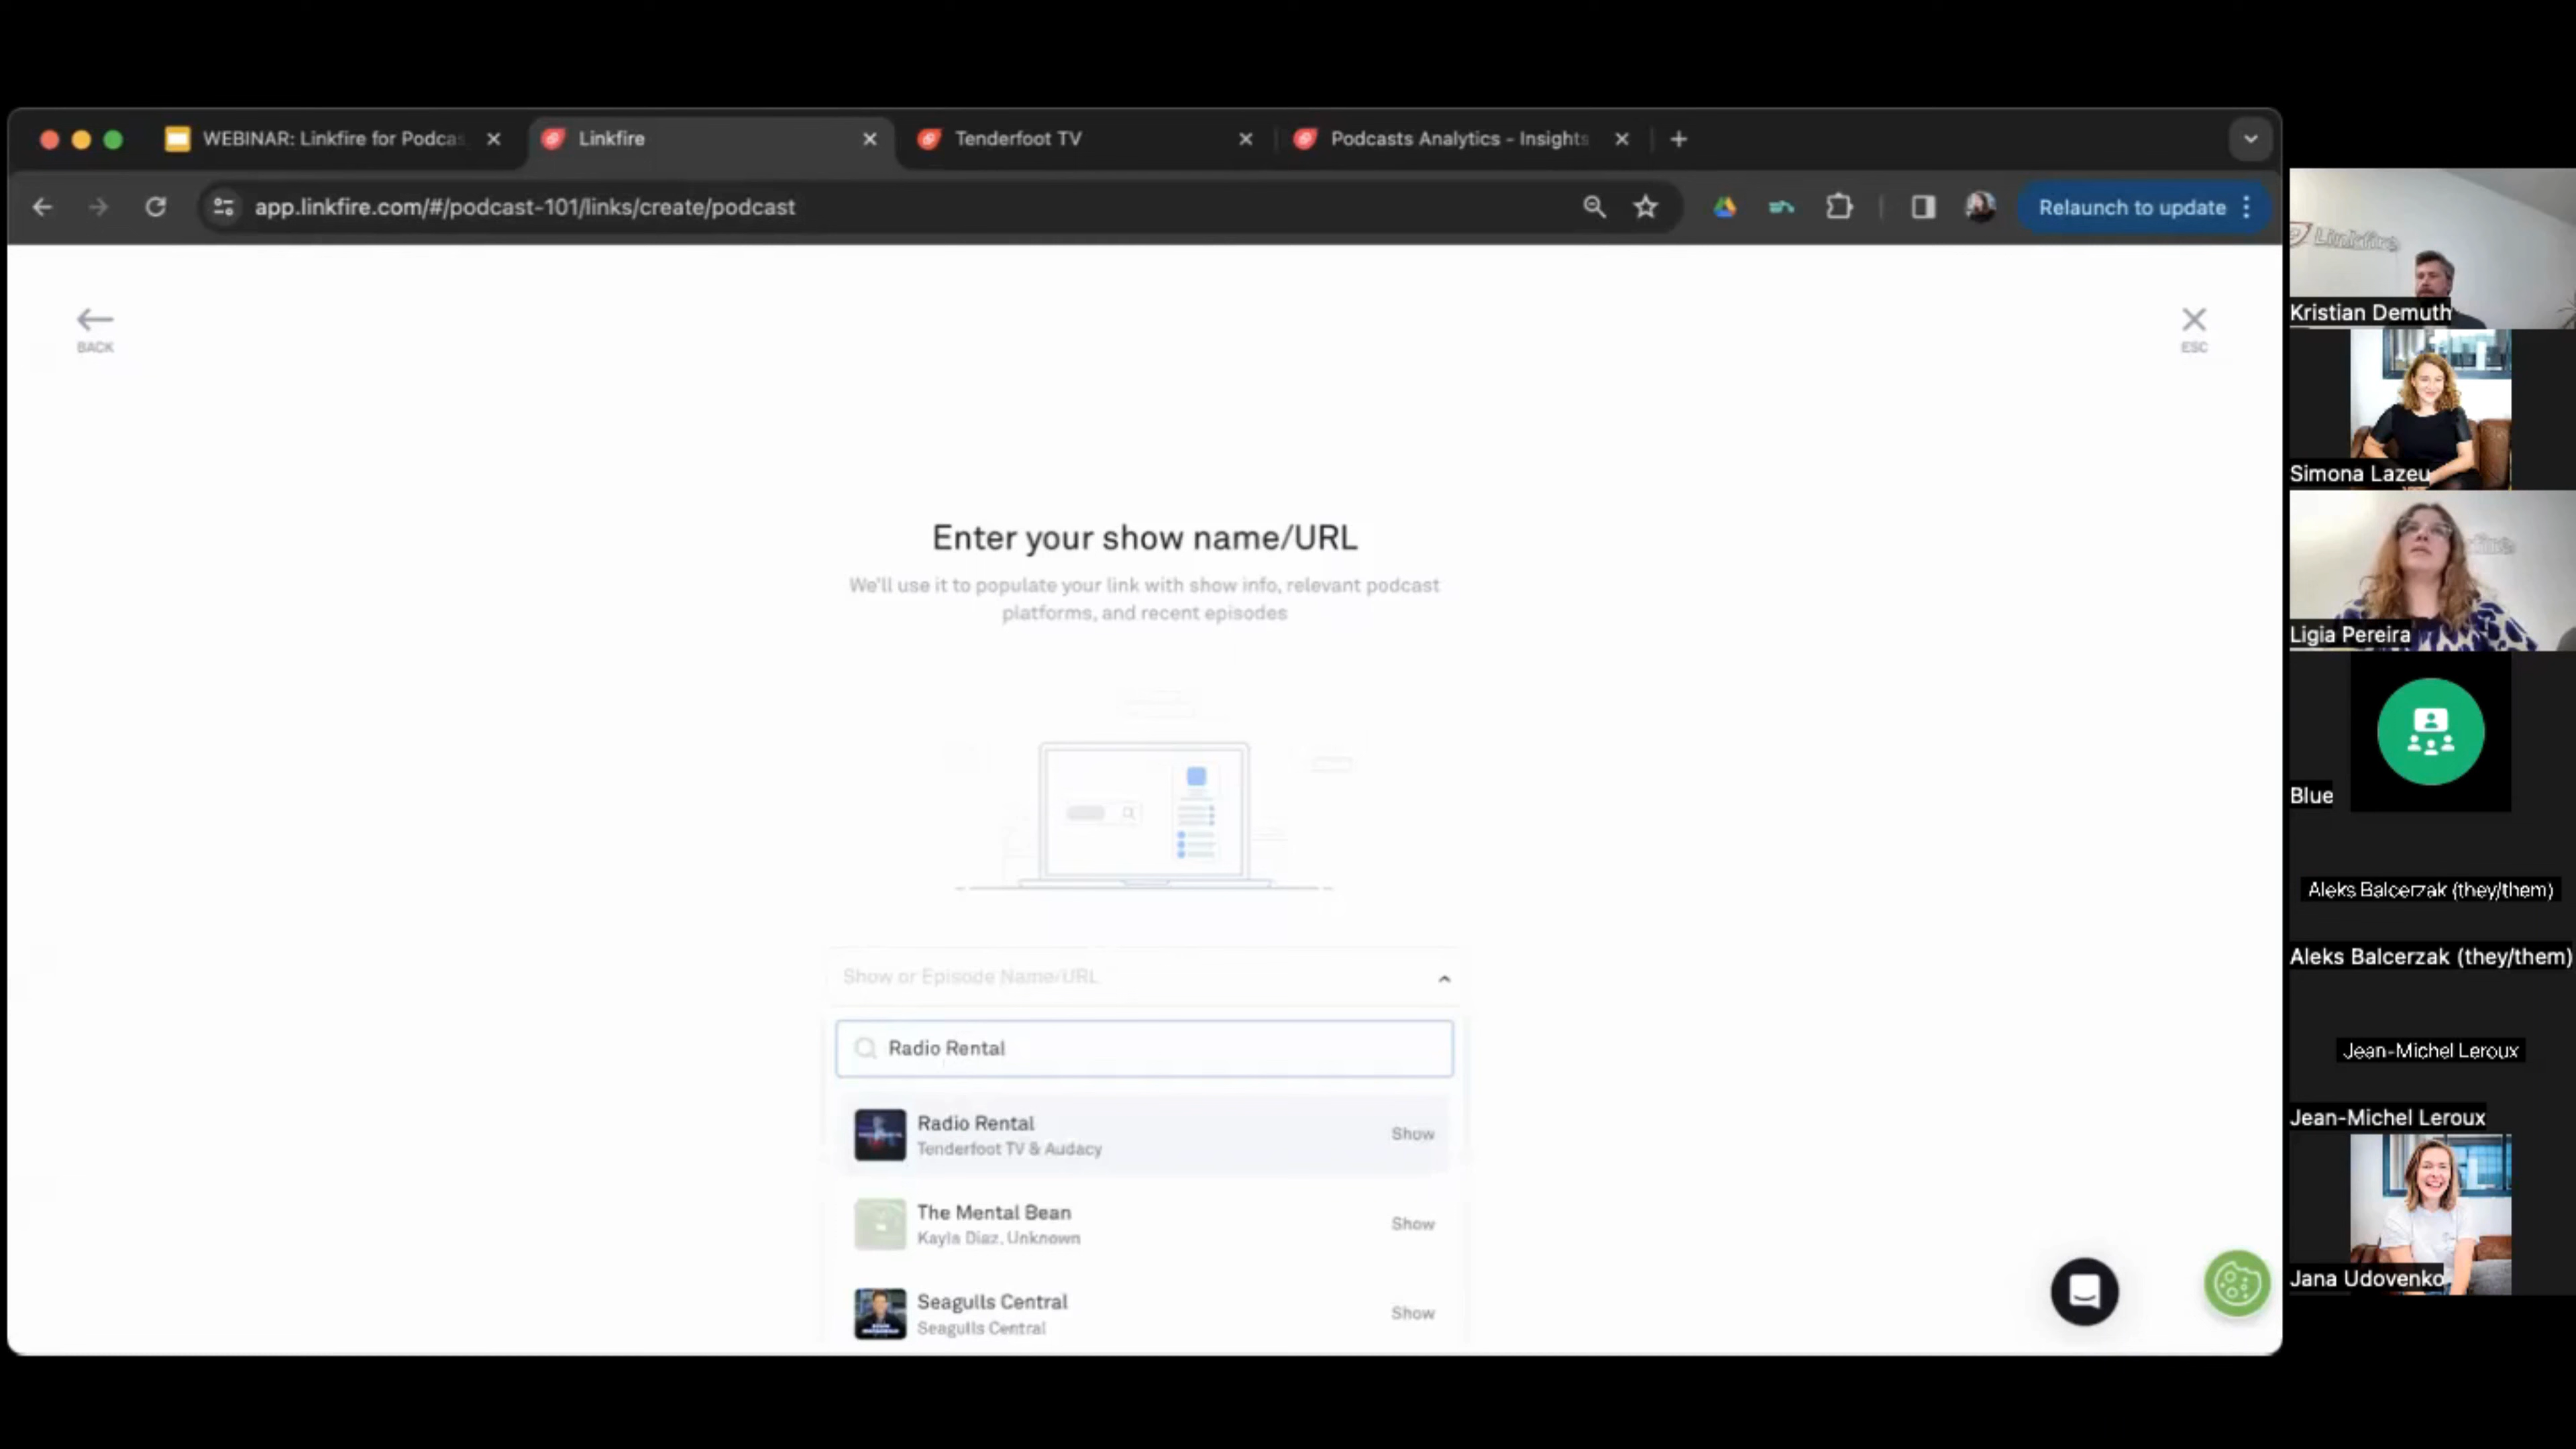 WEBINAR: Linkfire for Podcas
Linkfire
Tenderfoot TV
Podcasts Analytics - Insights
app.linkfire.com/#/podcast-101/links/create/podcast
Relaunch to update
BACK
ESC
Enter your show name/URL
We'll use it to populate your link with show info, relevant podcast
platforms, and recent episodes
Show or Episode Name/URL
Radio Rental
Radio Rental
Tenderfoot TV & Audacy
Show
The Mental Bean
Kayla Diaz, Unknown
Show
Seagulls Central
Seagulls Central
Show
Linkfire
Kristian Demuth
Simona Lazeu
Ligia Pereira
Blue
Aleks Balcerzak (they/them)
Aleks Balcerzak (they/them)
Jean-Michel Leroux
Jean-Michel Leroux
Jana Udovenko